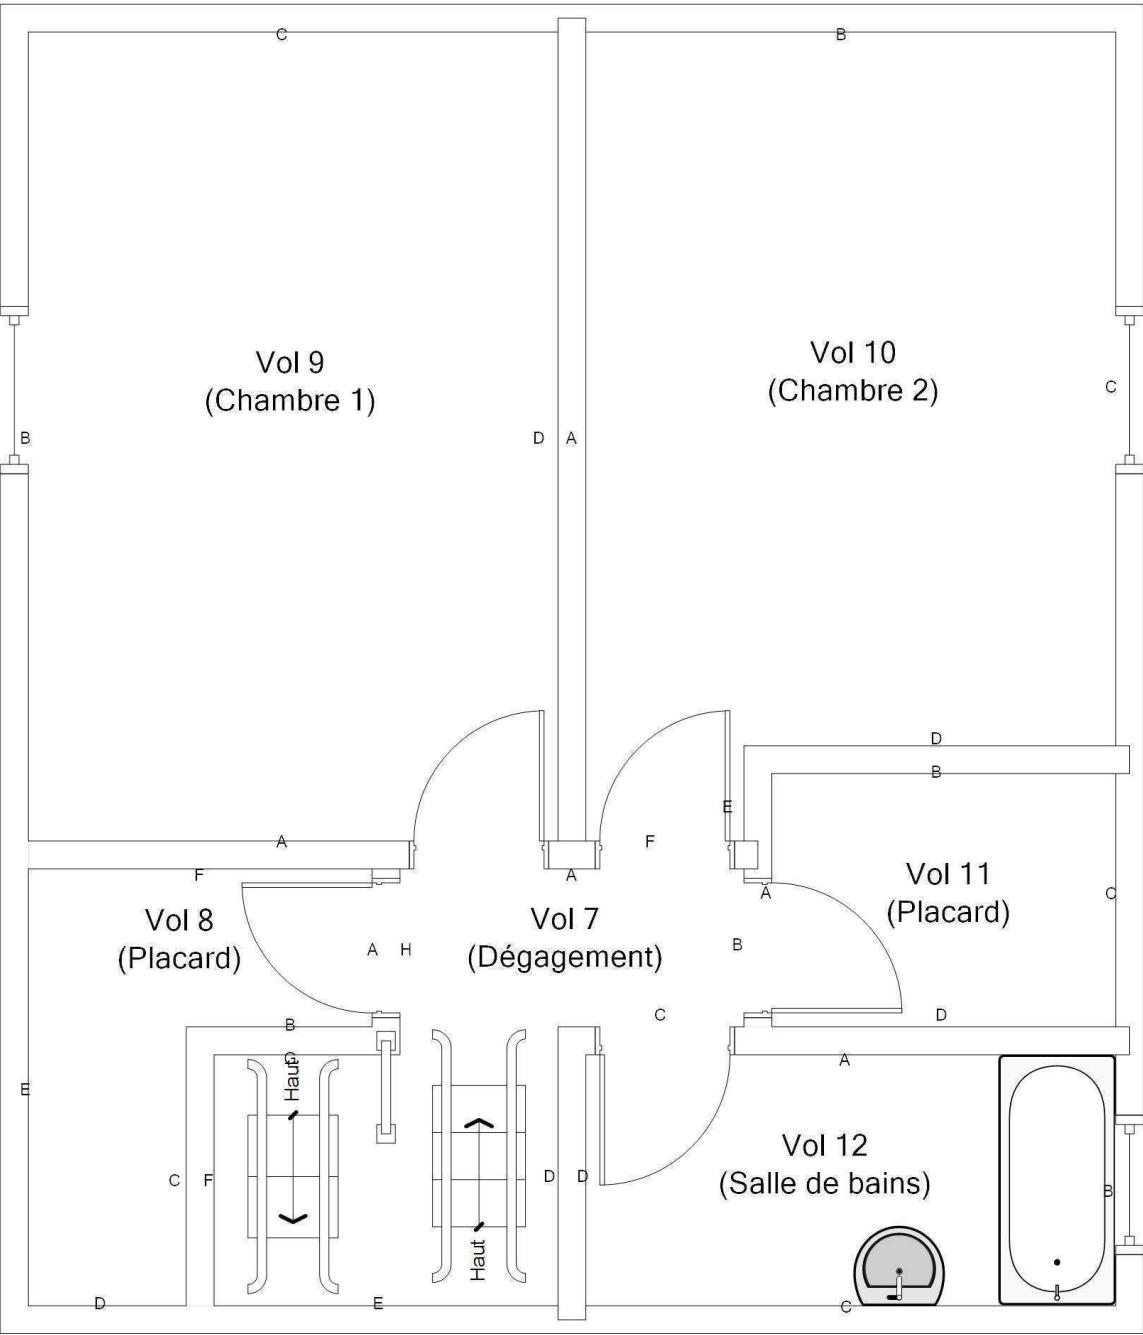 C
B
Vol 9
(Chambre 1)
Vol 10
(Chambre 2)
C
B
D
A
D
B
E
A
F
F
A
Vol 11
(Placard)
A
C
Vol 8
(Placard)
Vol 7
(Dégagement)
A
H
B
B
C
D
G
Haut
A
E
Vol 12
(Salle de bains)
C
F
D
D
B
Haut
D
E
C